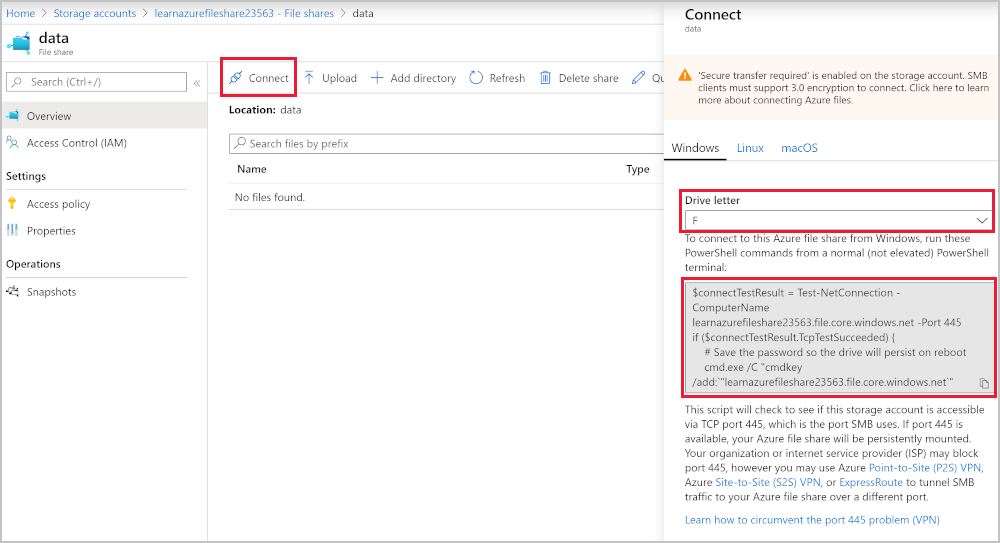 Home > Storage accounts > learnazurefileshare23563 - File shares > data
data
File share
Search (Ctrl+/)
«
Overview
Access Control (IAM)
Settings
Access policy
Properties
Operations
Snapshots
Connect
Upload
Add directory
Refresh
Delete share
Qu
Location: data
Search files by prefix
Name Type
No files found.
Connect
data
'Secure transfer required' is enabled on the storage account. SMB
clients must support 3.0 encryption to connect. Click here to learn
more about connecting Azure files.
Windows Linux macOS
Drive letter
F
To connect to this Azure file share from Windows, run these
PowerShell commands from a normal (not elevated) PowerShell
terminal:
$connectTestResult = Test-NetConnection -
ComputerName
learnazurefileshare23563.file.core.windows.net -Port 445
if ($connectTestResult.TcpTestSucceeded) {
# Save the password so the drive will persist on reboot
cmd.exe /C "cmdkey
/add:`"learnazurefileshare23563.file.core.windows.net`"
This script will check to see if this storage account is accessible
via TCP port 445, which is the port SMB uses. If port 445 is
available, your Azure file share will be persistently mounted.
Your organization or internet service provider (ISP) may block
port 445, however you may use Azure Point-to-Site (P2S) VPN,
Azure Site-to-Site (S2S) VPN, or ExpressRoute to tunnel SMB
traffic to your Azure file share over a different port.
Learn how to circumvent the port 445 problem (VPN)